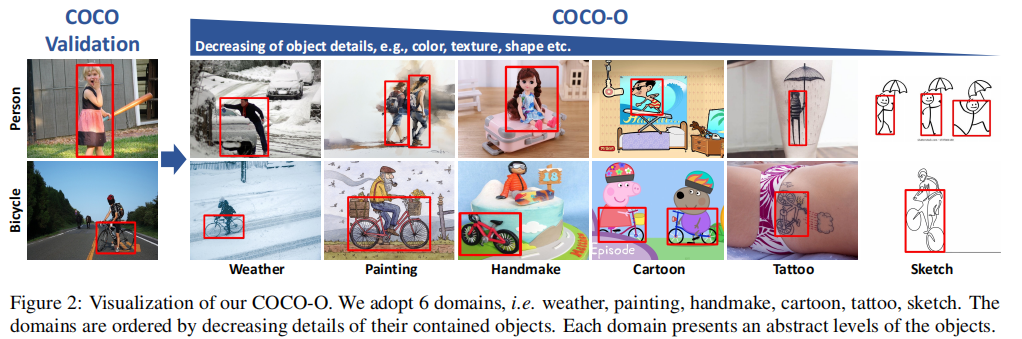 COCO
Validation
COCO-O
Decreasing of object details, e.g., color, texture, shape etc.
Person
Bicycle
Episode
Weather
Painting
Handmake
Cartoon
Tattoo
Sketch
Figure 2: Visualization of our COCO-O. We adopt 6 domains, i.e. weather, painting, handmake, cartoon, tattoo, sketch. The
domains are ordered by decreasing details of their contained objects. Each domain presents an abstract levels of the objects.